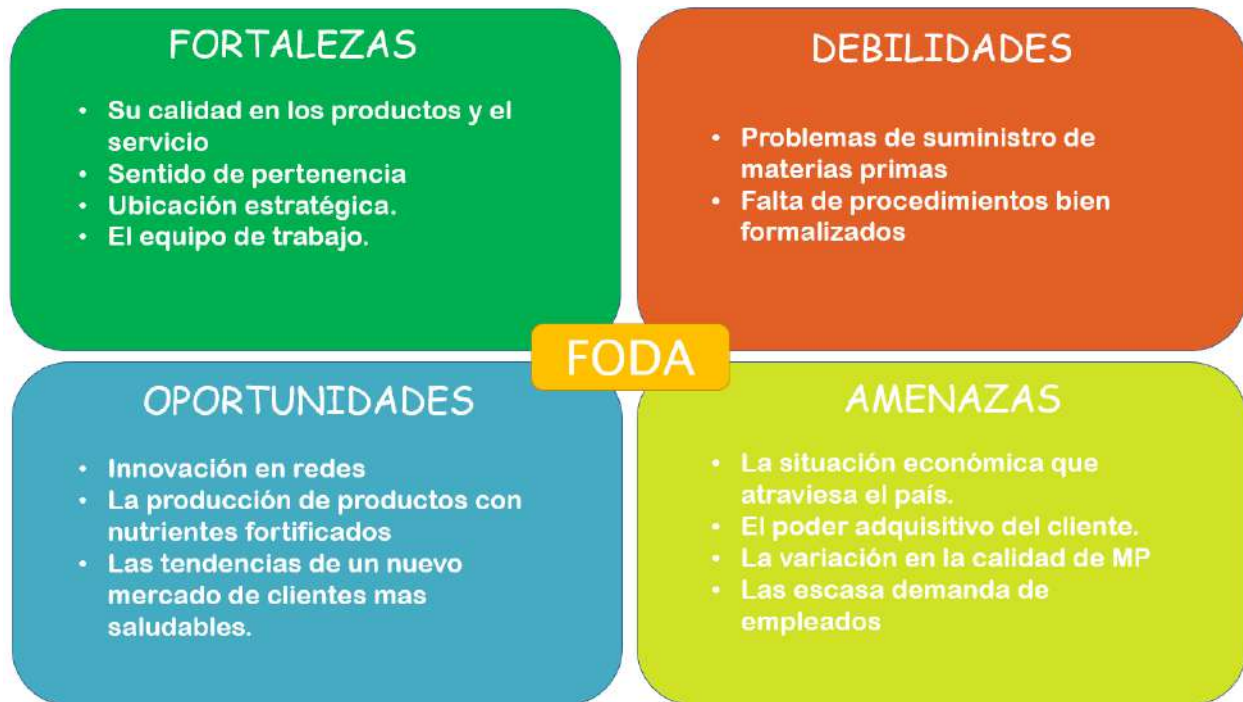 FORTALEZAS
• Su calidad en los productos y el
servicio
• Sentido de pertenencia
• Ubicación estratégica.
• El equipo de trabajo.
DEBILIDADES
• Problemas de suministro de
materias primas
• Falta de procedimientos bien
formalizados
FODA
OPORTUNIDADES
• Innovación en redes
• La producción de productos con
nutrientes fortificados
• Las tendencias de un nuevo
mercado de clientes mas
saludables.
AMENAZAS
• La situación económica que
atraviesa el país.
• El poder adquisitivo del cliente.
• La variación en la calidad de MP
• Las escasa demanda de
empleados